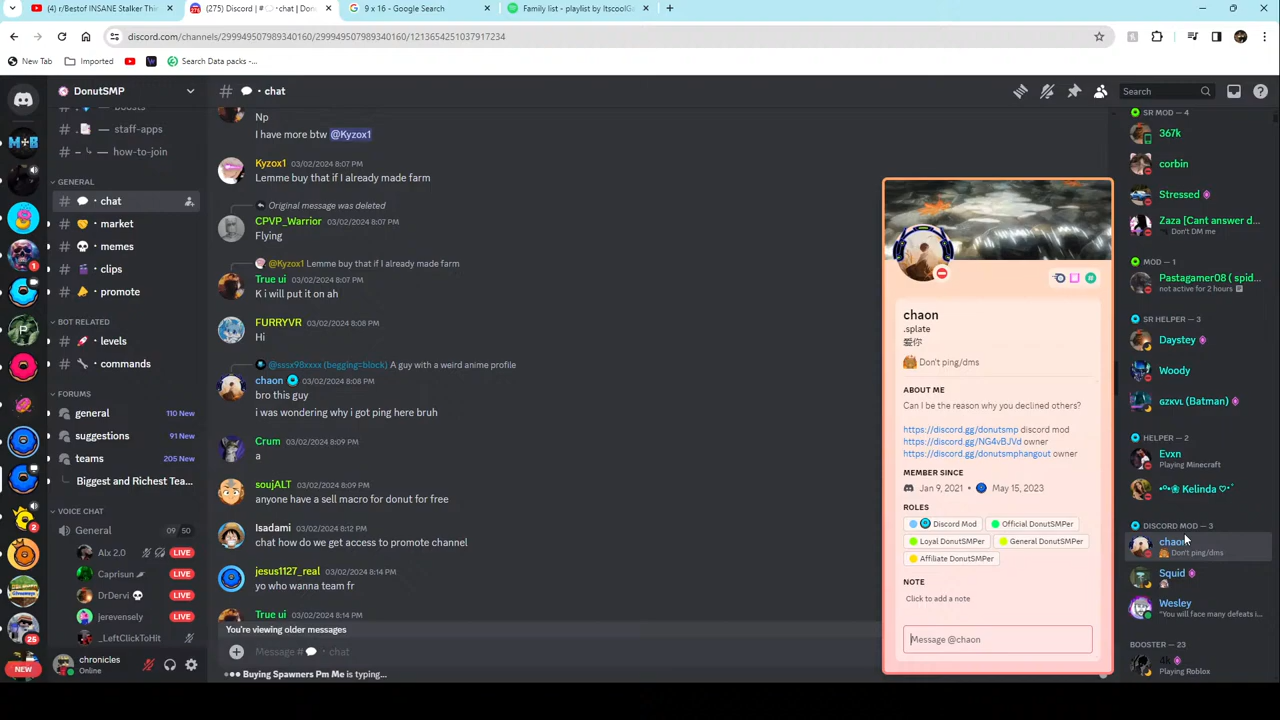 (4) r/Bestof INSANE Stalker Thi
(275) Discord | # 💬・chat | Don
9 x 16 - Google Search
Family list - playlist by ItscoolG
discord.com/channels/299949507989340160/299949507989340160/1213654251037917234
New Tab
Imported
Search Data packs -...
DonutSMP
💬・chat
Search
boosts
staff-apps
how-to-join
GENERAL
chat
market
memes
clips
promote
BOT RELATED
levels
commands
FORUMS
general 110 New
suggestions 91 New
teams 205 New
Biggest and Richest Tea...
VOICE CHAT
General 09 50
Alx 2.0 LIVE
Caprisun LIVE
DrDervi LIVE
jerevensely LIVE
_LeftClickToHit
chronicles
Online
NEW
M+B
1
P
2
25
Np
I have more btw @Kyzox1
Kyzox1 03/02/2024 8:07 PM
Lemme buy that if I already made farm
Original message was deleted
CPVP_Warrior 03/02/2024 8:07 PM
Flying
@Kyzox1 Lemme buy that if I already made farm
True ui 03/02/2024 8:07 PM
K i will put it on ah
FURRYVR 03/02/2024 8:08 PM
Hi
@sssx98xxxx (begging=block) A guy with a weird anime profile
chaon 03/02/2024 8:08 PM
bro this guy
i was wondering why i got ping here bruh
Crum 03/02/2024 8:09 PM
a
soujALT 03/02/2024 8:09 PM
anyone have a sell macro for donut for free
Isadami 03/02/2024 8:12 PM
chat how do we get access to promote channel
jesus1127_real 03/02/2024 8:14 PM
yo who wanna team fr
True ui 03/02/2024 8:14 PM
You're viewing older messages
Message #💬・chat
Buying Spawners Pm Me is typing...
chaon
.splate
爱你
Don't ping/dms
ABOUT ME
Can I be the reason why you declined others?
https://discord.gg/donutsmp discord mod
https://discord.gg/NG4vBJVd owner
https://discord.gg/donutsmphangout owner
MEMBER SINCE
Jan 9, 2021 • May 15, 2023
ROLES
Discord Mod Official DonutSMPer
Loyal DonutSMPer General DonutSMPer
Affiliate DonutSMPer
NOTE
Click to add a note
Message @chaon
SR MOD — 4
367k
corbin
Stressed
Zaza [Cant answer d...
Don't DM me
MOD — 1
Pastagamer08 ( spid...
not active for 2 hours
SR HELPER — 3
Daystey
Woody
ɢᴢᴋᴠʟ (Batman)
HELPER — 2
Evxn
Playing Minecraft
Kelinda ♡
DISCORD MOD — 3
chaon
Don't ping/dms
Squid
Wesley
"You will face many defeats i...
BOOSTER — 23
4k
Playing Roblox